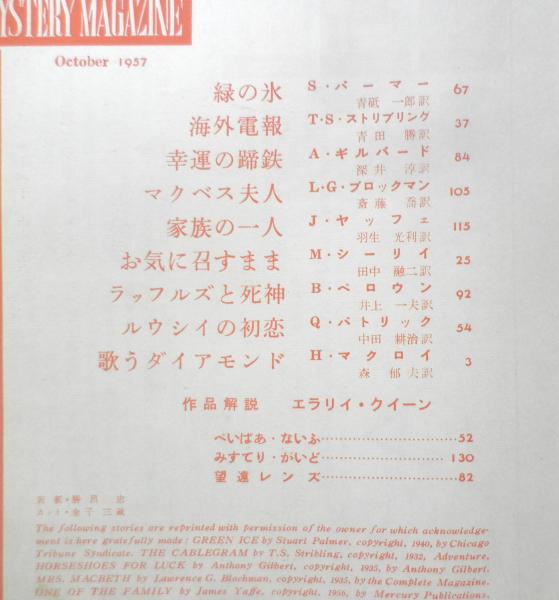 YSTERY MAGAZINE
October 1957
緑の氷 S・パーマー 67
青砥 一郎訳
海外電報 T・S・ストリブリング 37
青田 勝訳
幸運の蹄鉄 A・ギルバード 84
深井 淳訳
マクベス夫人 L・G・ブロックマン 105
斎藤 喬訳
家族の一人 J・ヤッフェ 115
羽生 光利訳
お気に召すまま M・シーリイ 25
田中 融二訳
ラッフルズと死神 B・ペロウン 92
井上 一夫訳
ルウシイの初恋 Q・パトリック 54
中田 耕治訳
歌うダイアモンド H・マクロイ 3
森 郁夫訳
作品解説 エラリイ・クイーン
ぺいぱあ・ないふ 52
みすてり・がいど 130
望遠レンズ 82
表紙・勝呂 忠
カット・金子 三蔵
The following stories are reprinted with permission of the owner for which acknowledge-
ment is here gratefully made: GREEN ICE by Stuart Palmer, copyright, 1940, by Chicago
Tribune Syndicate. THE CABLEGRAM by T.S. Stribling, copyright, 1932, Adventure.
HORSESHOES FOR LUCK by Anthony Gilbert, copyright, 1935, by Anthony Gilbert.
MRS. MACBETH by Lawrence G. Blochman, copyright, 1935, by the Complete Magazine.
ONE OF THE FAMILY by James Yaffe, copyright, 1956, by Mercury Publications.